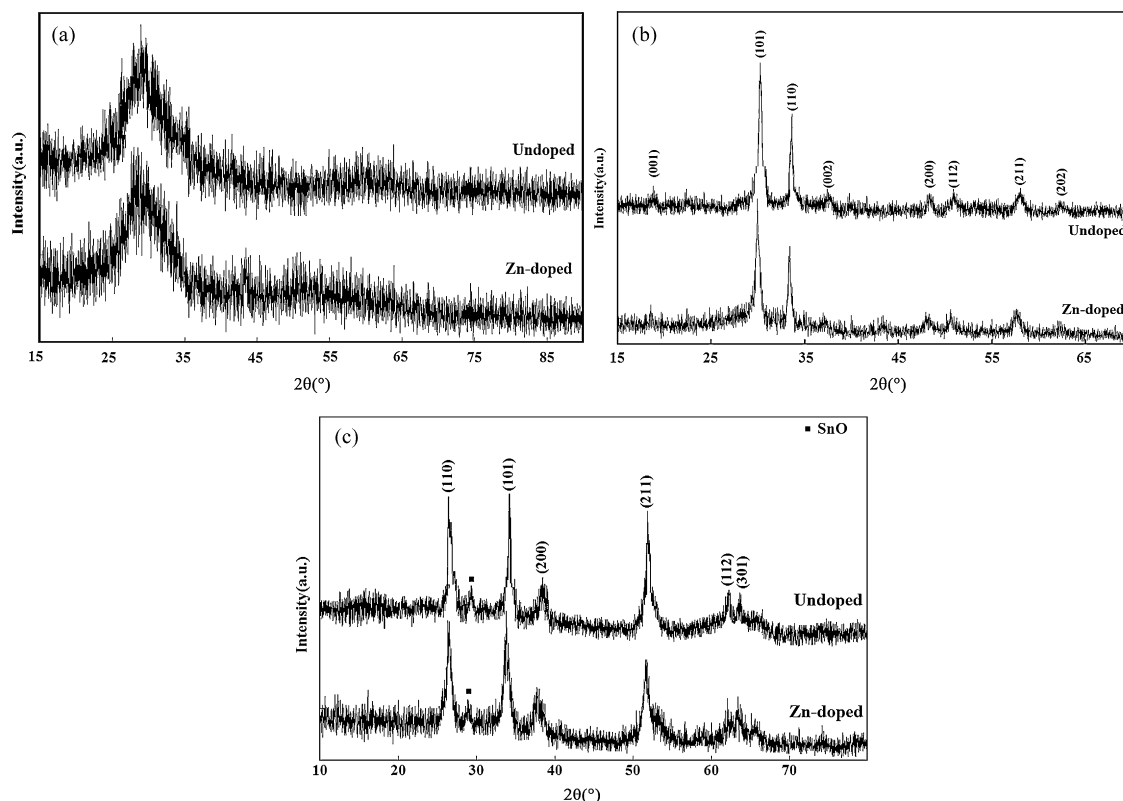 (a)
Undoped
Zn-doped
Intensity(a.u.)
15 25 35 45 55 65 75 85
2θ(°)
(b)
(001) (101) (110) (002) (200) (112) (211) (202)
Undoped
Zn-doped
Intensity(a.u.)
15 25 35 45 55 65
2θ(°)
(c)
SnO
(110) (101) (200) (211) (112) (301)
Undoped
Zn-doped
Intensity(a.u.)
10 20 30 40 50 60 70
2θ(°)